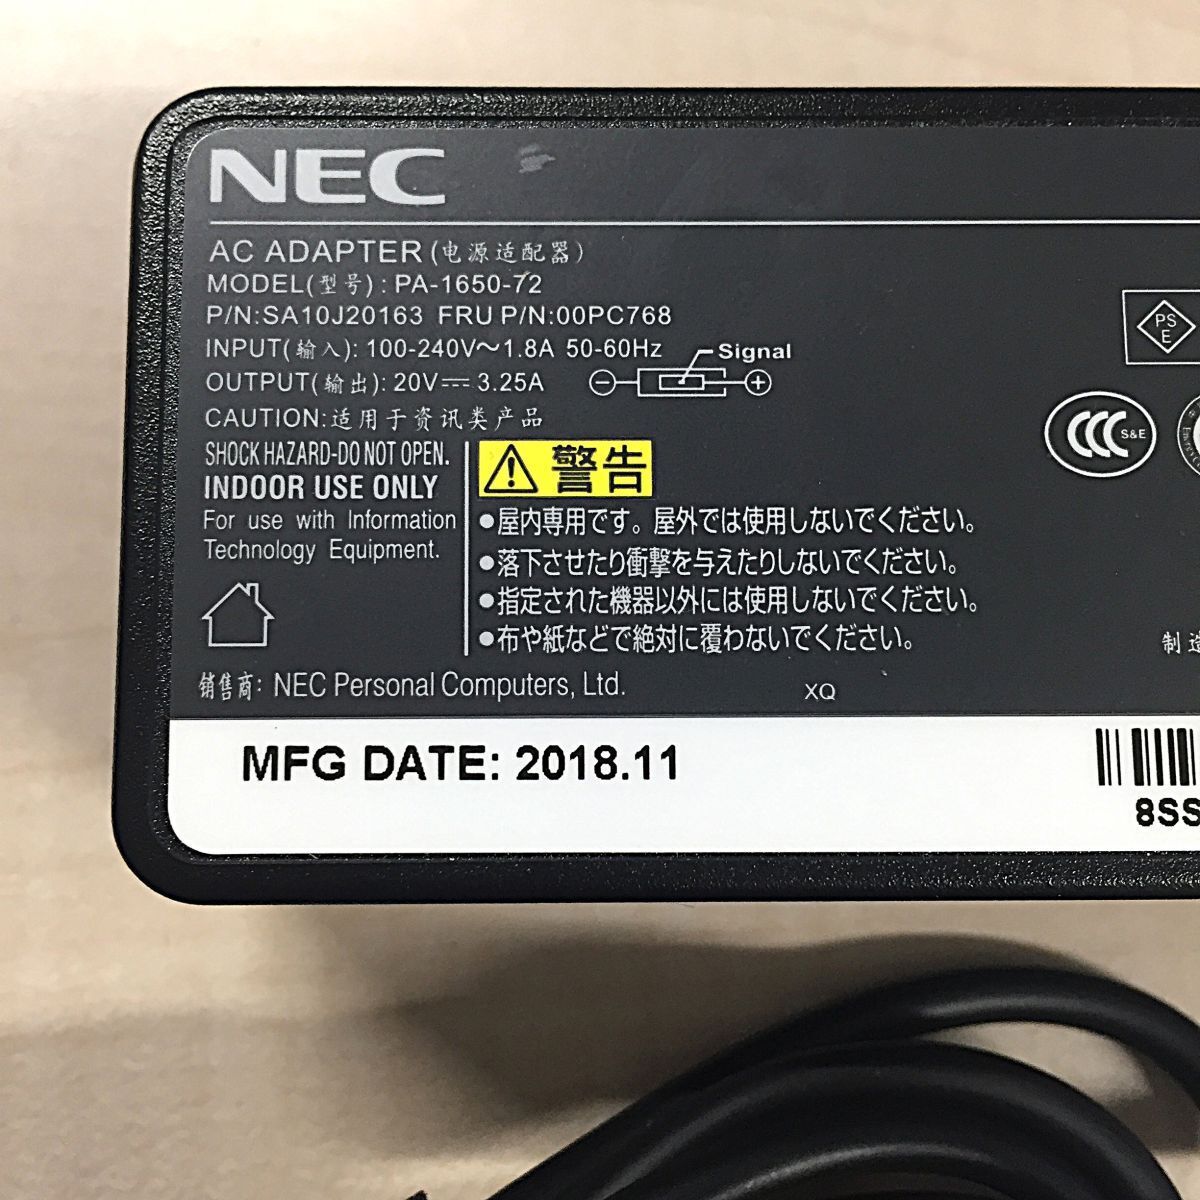 NEC
AC ADAPTER(电源适配器)
MODEL(型号): PA-1650-72
P/N:SA10J20163 FRU P/N:00PC768
INPUT(输入): 100-240V～1.8A 50-60Hz
Signal
OUTPUT(输出): 20V⎓ 3.25A
CAUTION:适用于资讯类产品
SHOCK HAZARD-DO NOT OPEN.
INDOOR USE ONLY
For use with Information
Technology Equipment.
警告
●屋内専用です。屋外では使用しないでください。
●落下させたり衝撃を与えたりしないでください。
●指定された機器以外には使用しないでください。
●布や紙などで絶対に覆わないでください。
PS
E
CCC S&E
制造
销售商: NEC Personal Computers, Ltd.
XQ
MFG DATE: 2018.11
8SS